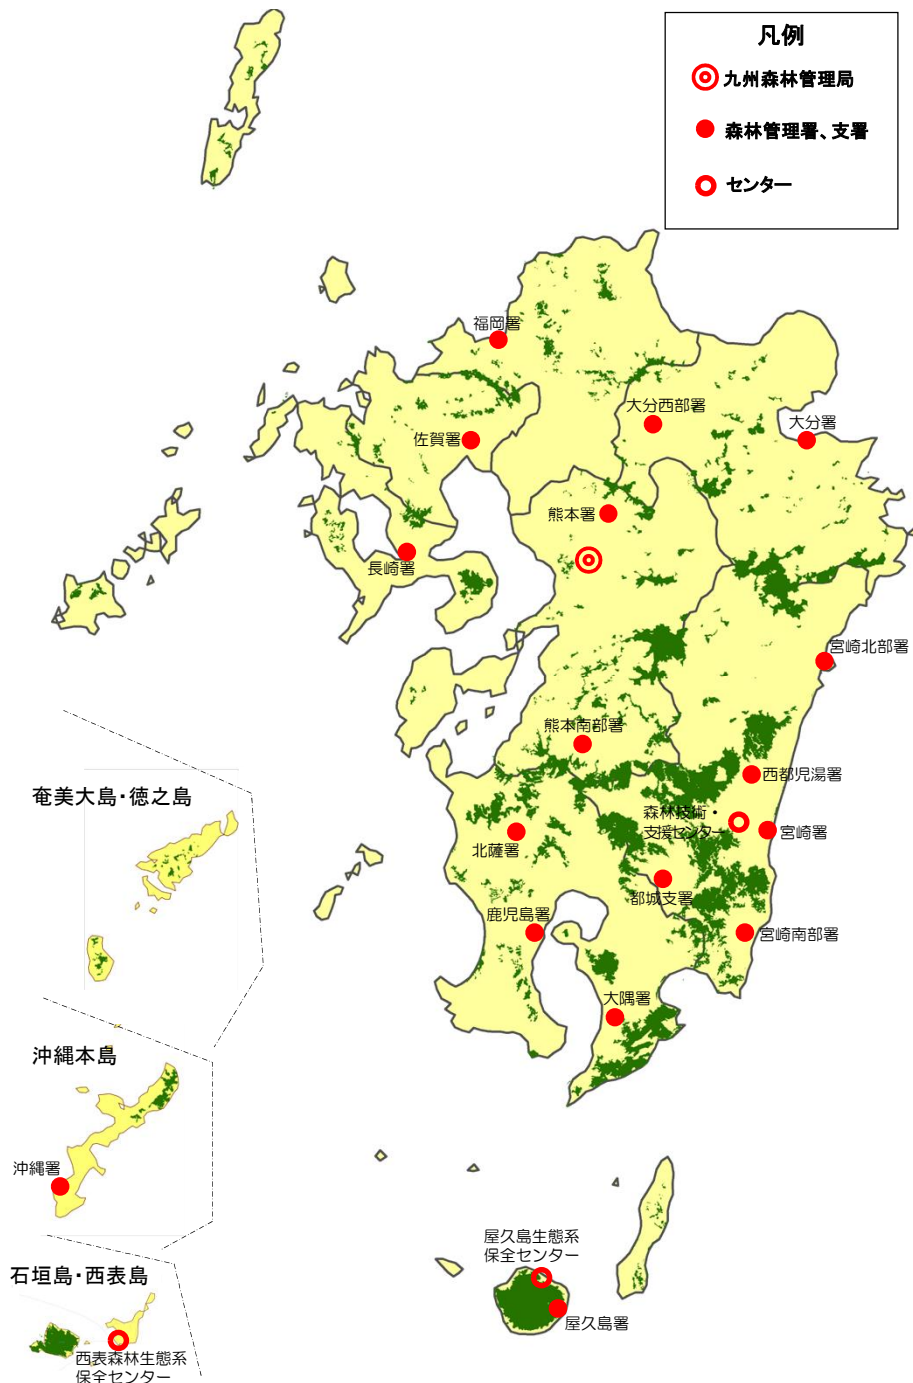 凡例
九州森林管理局
森林管理署、支署
センター
福岡署
大分西部署
大分署
佐賀署
熊本署
長崎署
宮崎北部署
熊本南部署
西都児湯署
奄美大島・徳之島
森林技術・
支援センター
宮崎署
北薩署
都城支署
鹿児島署
宮崎南部署
大隅署
沖縄本島
沖縄署
屋久島生態系
保全センター
石垣島・西表島
屋久島署
西表森林生態系
保全センター